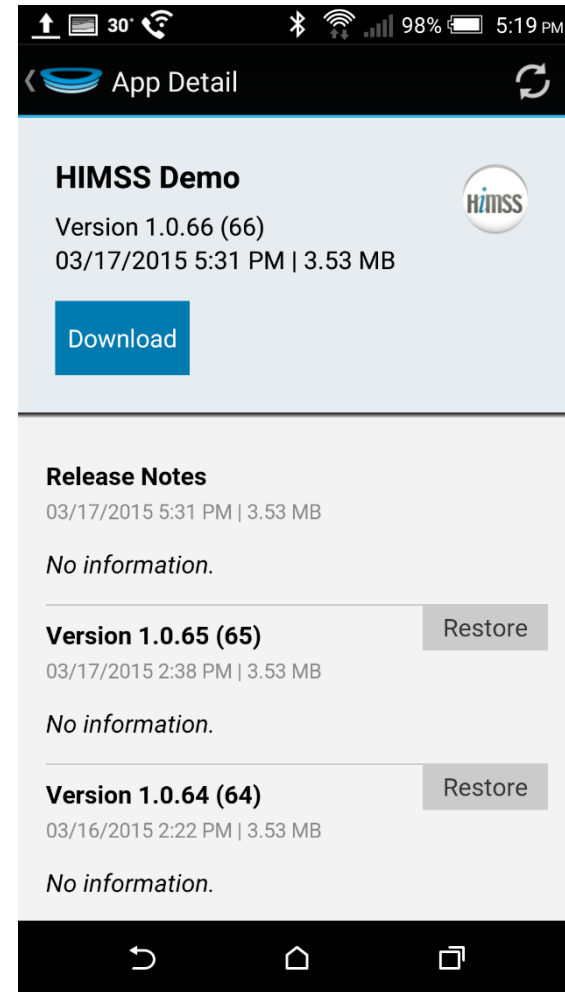 30° 98% 5:19 PM
App Detail
HIMSS Demo
HiMSS
Version 1.0.66 (66)
03/17/2015 5:31 PM | 3.53 MB
Download
Release Notes
03/17/2015 5:31 PM | 3.53 MB
No information.
Version 1.0.65 (65) Restore
03/17/2015 2:38 PM | 3.53 MB
No information.
Version 1.0.64 (64) Restore
03/16/2015 2:22 PM | 3.53 MB
No information.